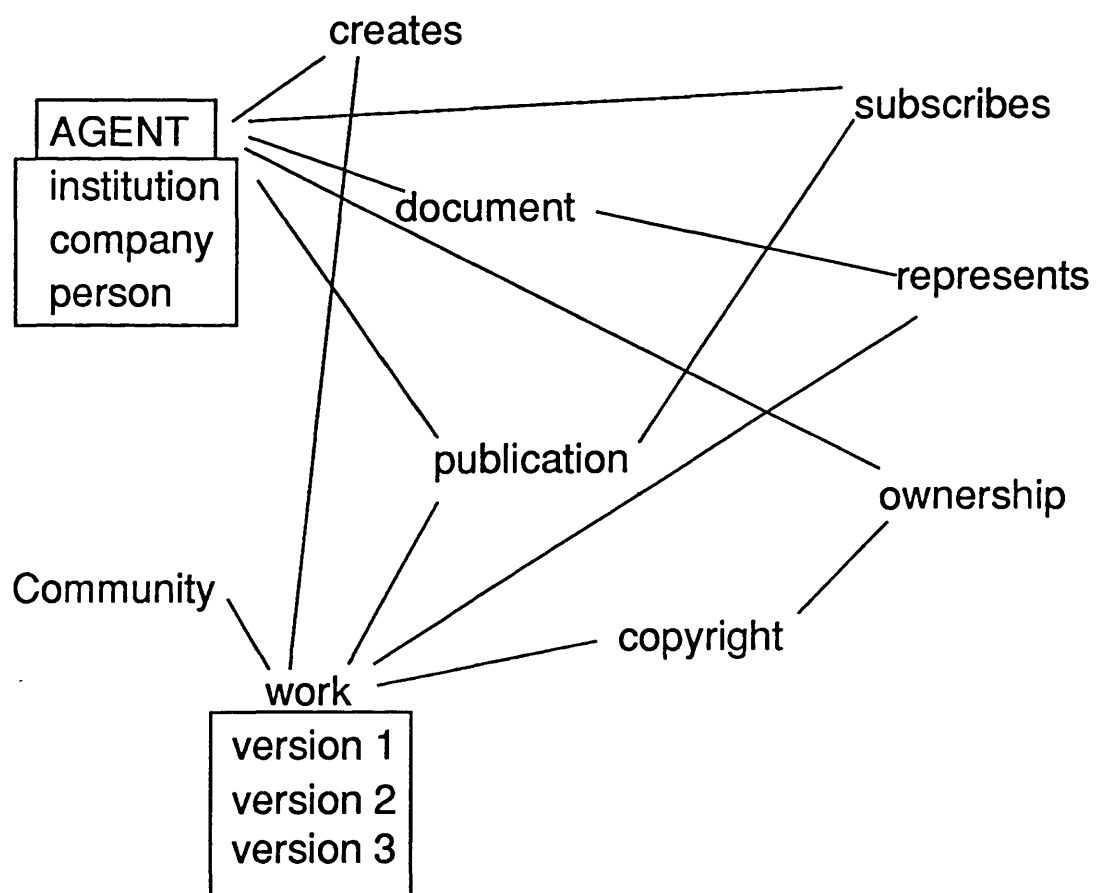 creates
subscribes
AGENT
institution
company
person
document
represents
publication
ownership
Community
copyright
work
version 1
version 2
version 3